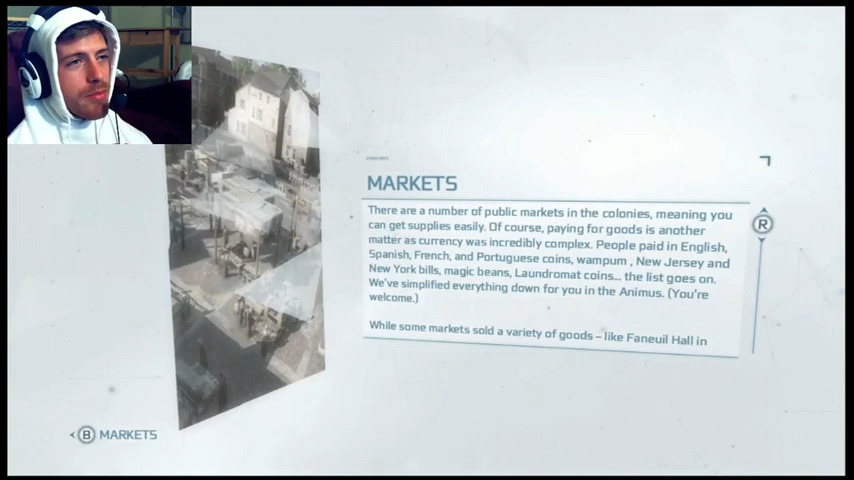 MARKETS
There are a number of public markets in the colonies, meaning you
can get supplies easily. Of course, paying for goods is another
matter as currency was incredibly complex. People paid in English,
Spanish, French, and Portuguese coins, wampum , New Jersey and
New York bills, magic beans, Laundromat coins... the list goes on.
We've simplified everything down for you in the Animus. (You're
welcome.)
While some markets sold a variety of goods – like Faneuil Hall in
R
B MARKETS